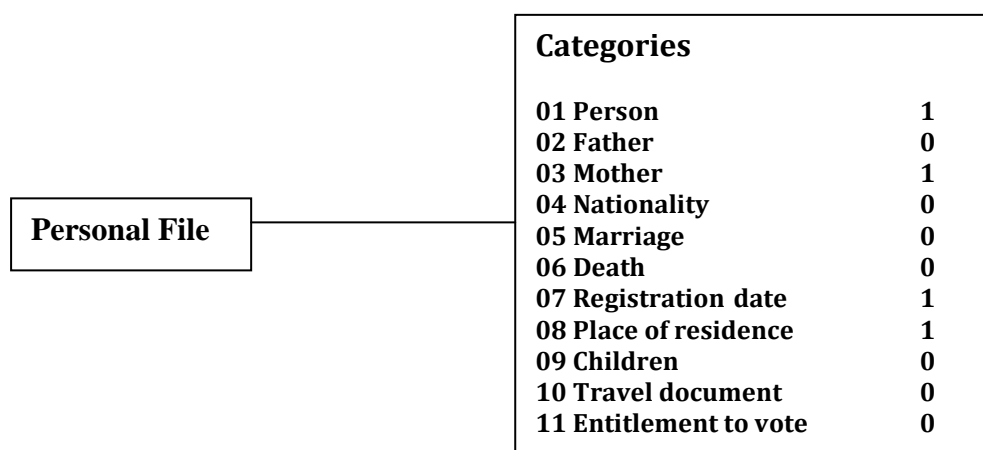 Categories
01 Person 1
02 Father 0
03 Mother 1
04 Nationality 0
Personal File
05 Marriage 0
06 Death 0
07 Registration date 1
08 Place of residence 1
09 Children 0
10 Travel document 0
11 Entitlement to vote 0